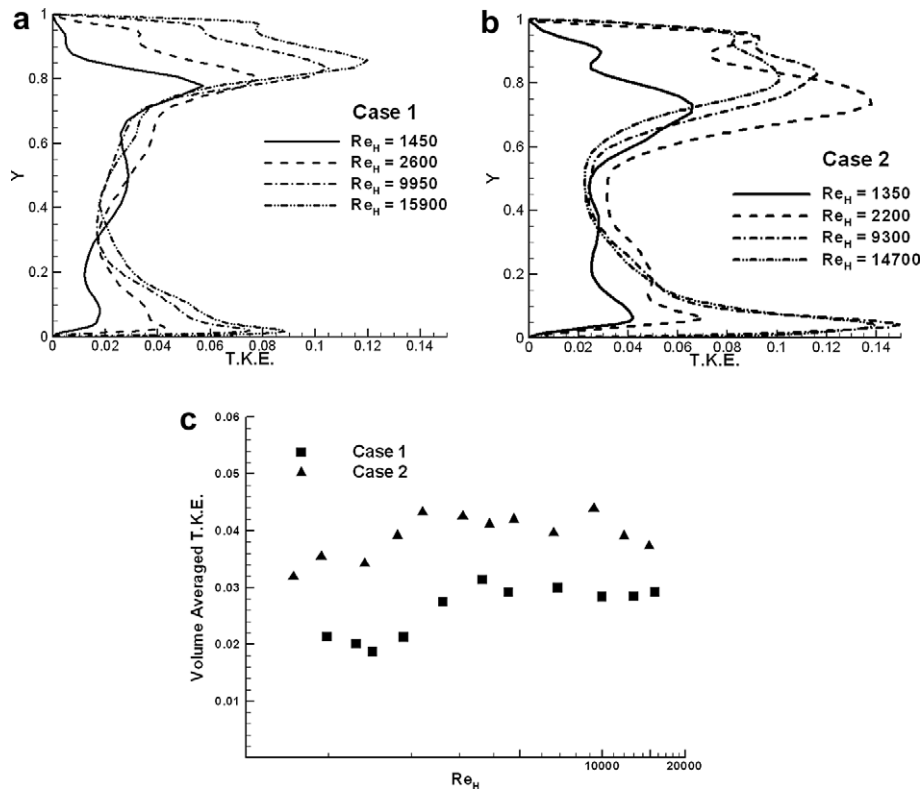 a
1
0.8
0.6
0.4
0.2
0
Y
Case 1
Re_H = 1450
Re_H = 2600
Re_H = 9950
Re_H = 15900
0 0.02 0.04 0.06 0.08 0.1 0.12 0.14
T.K.E.
b
1
0.8
0.6
0.4
0.2
0
Y
Case 2
Re_H = 1350
Re_H = 2200
Re_H = 9300
Re_H = 14700
0 0.02 0.04 0.06 0.08 0.1 0.12 0.14
T.K.E.
c
0.06
0.05
0.04
0.03
0.02
0.01
Volume Averaged T.K.E.
Case 1
Case 2
10000 20000
Re_H